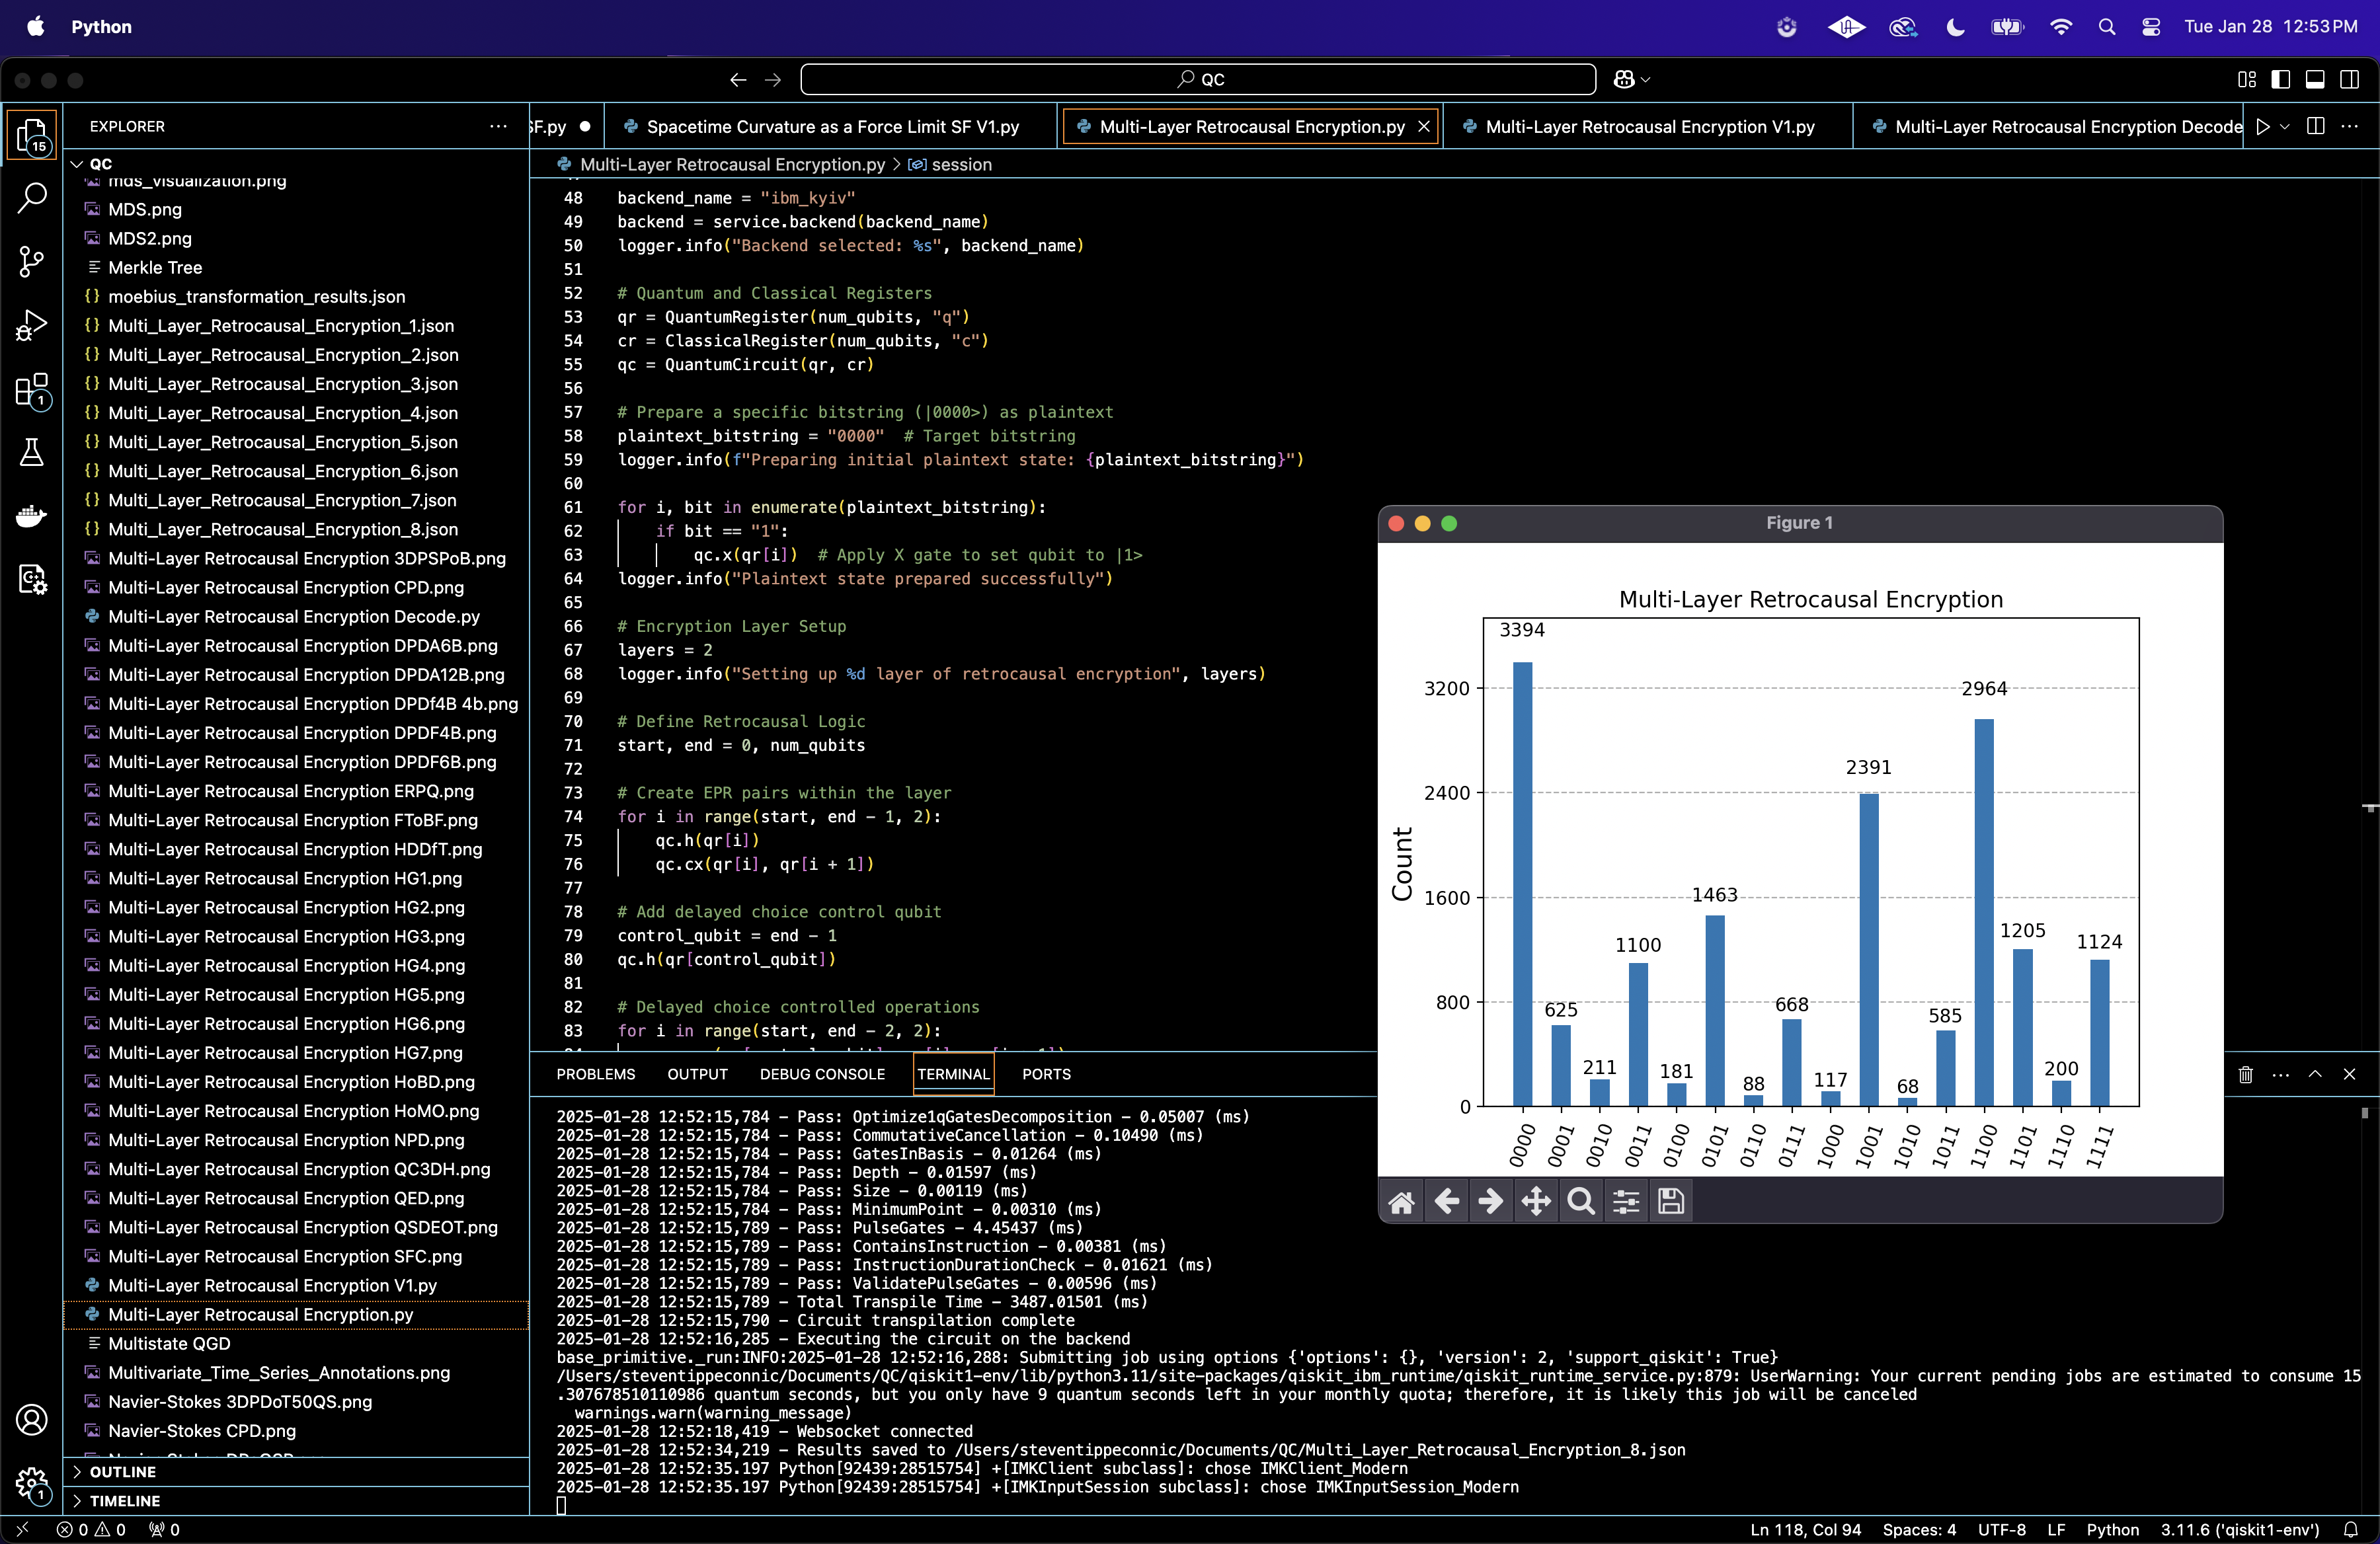 Python
Tue Jan 28 12:53 PM
QC
EXPLORER
SF.py
Spacetime Curvature as a Force Limit SF V1.py
Multi-Layer Retrocausal Encryption.py
Multi-Layer Retrocausal Encryption V1.py
Multi-Layer Retrocausal Encryption Decode
15
QC
Multi-Layer Retrocausal Encryption.py > session
mds_visualization.png
MDS.png
MDS2.png
Merkle Tree
moebius_transformation_results.json
Multi_Layer_Retrocausal_Encryption_1.json
Multi_Layer_Retrocausal_Encryption_2.json
Multi_Layer_Retrocausal_Encryption_3.json
Multi_Layer_Retrocausal_Encryption_4.json
Multi_Layer_Retrocausal_Encryption_5.json
Multi_Layer_Retrocausal_Encryption_6.json
Multi_Layer_Retrocausal_Encryption_7.json
Multi_Layer_Retrocausal_Encryption_8.json
Multi-Layer Retrocausal Encryption 3DPSPoB.png
Multi-Layer Retrocausal Encryption CPD.png
Multi-Layer Retrocausal Encryption Decode.py
Multi-Layer Retrocausal Encryption DPDA6B.png
Multi-Layer Retrocausal Encryption DPDA12B.png
Multi-Layer Retrocausal Encryption DPDf4B 4b.png
Multi-Layer Retrocausal Encryption DPDF4B.png
Multi-Layer Retrocausal Encryption DPDF6B.png
Multi-Layer Retrocausal Encryption ERPQ.png
Multi-Layer Retrocausal Encryption FToBF.png
Multi-Layer Retrocausal Encryption HDDfT.png
Multi-Layer Retrocausal Encryption HG1.png
Multi-Layer Retrocausal Encryption HG2.png
Multi-Layer Retrocausal Encryption HG3.png
Multi-Layer Retrocausal Encryption HG4.png
Multi-Layer Retrocausal Encryption HG5.png
Multi-Layer Retrocausal Encryption HG6.png
Multi-Layer Retrocausal Encryption HG7.png
Multi-Layer Retrocausal Encryption HoBD.png
Multi-Layer Retrocausal Encryption HoMO.png
Multi-Layer Retrocausal Encryption NPD.png
Multi-Layer Retrocausal Encryption QC3DH.png
Multi-Layer Retrocausal Encryption QED.png
Multi-Layer Retrocausal Encryption QSDEOT.png
Multi-Layer Retrocausal Encryption SFC.png
Multi-Layer Retrocausal Encryption V1.py
Multi-Layer Retrocausal Encryption.py
Multistate QGD
Multivariate_Time_Series_Annotations.png
Navier-Stokes 3DPDoT50QS.png
Navier-Stokes CPD.png
OUTLINE
TIMELINE
1
1
48 backend_name = "ibm_kyiv"
49 backend = service.backend(backend_name)
50 logger.info("Backend selected: %s", backend_name)
51
52 # Quantum and Classical Registers
53 qr = QuantumRegister(num_qubits, "q")
54 cr = ClassicalRegister(num_qubits, "c")
55 qc = QuantumCircuit(qr, cr)
56
57 # Prepare a specific bitstring (|0000>) as plaintext
58 plaintext_bitstring = "0000"  # Target bitstring
59 logger.info(f"Preparing initial plaintext state: {plaintext_bitstring}")
60
61 for i, bit in enumerate(plaintext_bitstring):
62     if bit == "1":
63         qc.x(qr[i])  # Apply X gate to set qubit to |1>
64 logger.info("Plaintext state prepared successfully")
65
66 # Encryption Layer Setup
67 layers = 2
68 logger.info("Setting up %d layer of retrocausal encryption", layers)
69
70 # Define Retrocausal Logic
71 start, end = 0, num_qubits
72
73 # Create EPR pairs within the layer
74 for i in range(start, end - 1, 2):
75     qc.h(qr[i])
76     qc.cx(qr[i], qr[i + 1])
77
78 # Add delayed choice control qubit
79 control_qubit = end - 1
80 qc.h(qr[control_qubit])
81
82 # Delayed choice controlled operations
83 for i in range(start, end - 2, 2):
PROBLEMS OUTPUT DEBUG CONSOLE TERMINAL PORTS
2025-01-28 12:52:15,784 - Pass: Optimize1qGatesDecomposition - 0.05007 (ms)
2025-01-28 12:52:15,784 - Pass: CommutativeCancellation - 0.10490 (ms)
2025-01-28 12:52:15,784 - Pass: GatesInBasis - 0.01264 (ms)
2025-01-28 12:52:15,784 - Pass: Depth - 0.01597 (ms)
2025-01-28 12:52:15,784 - Pass: Size - 0.00119 (ms)
2025-01-28 12:52:15,784 - Pass: MinimumPoint - 0.00310 (ms)
2025-01-28 12:52:15,789 - Pass: PulseGates - 4.45437 (ms)
2025-01-28 12:52:15,789 - Pass: ContainsInstruction - 0.00381 (ms)
2025-01-28 12:52:15,789 - Pass: InstructionDurationCheck - 0.01621 (ms)
2025-01-28 12:52:15,789 - Pass: ValidatePulseGates - 0.00596 (ms)
2025-01-28 12:52:15,789 - Total Transpile Time - 3487.01501 (ms)
2025-01-28 12:52:15,790 - Circuit transpilation complete
2025-01-28 12:52:16,285 - Executing the circuit on the backend
base_primitive._run:INFO:2025-01-28 12:52:16,288: Submitting job using options {'options': {}, 'version': 2, 'support_qiskit': True}
/Users/steventippeconnic/Documents/QC/qiskit1-env/lib/python3.11/site-packages/qiskit_ibm_runtime/qiskit_runtime_service.py:879: UserWarning: Your current pending jobs are estimated to consume 15
.307678510110986 quantum seconds, but you only have 9 quantum seconds left in your monthly quota; therefore, it is likely this job will be canceled
  warnings.warn(warning_message)
2025-01-28 12:52:18,419 - Websocket connected
2025-01-28 12:52:34,219 - Results saved to /Users/steventippeconnic/Documents/QC/Multi_Layer_Retrocausal_Encryption_8.json
2025-01-28 12:52:35.197 Python[92439:28515754] +[IMKClient subclass]: chose IMKClient_Modern
2025-01-28 12:52:35.197 Python[92439:28515754] +[IMKInputSession subclass]: chose IMKInputSession_Modern
Figure 1
Multi-Layer Retrocausal Encryption
Count
3200
2400
1600
800
0
3394
625
211
1100
181
1463
88
668
117
2391
68
585
2964
1205
200
1124
0000 0001 0010 0011 0100 0101 0110 0111 1000 1001 1010 1011 1100 1101 1110 1111
0 0 0
Ln 118, Col 94 Spaces: 4 UTF-8 LF Python 3.11.6 ('qiskit1-env')